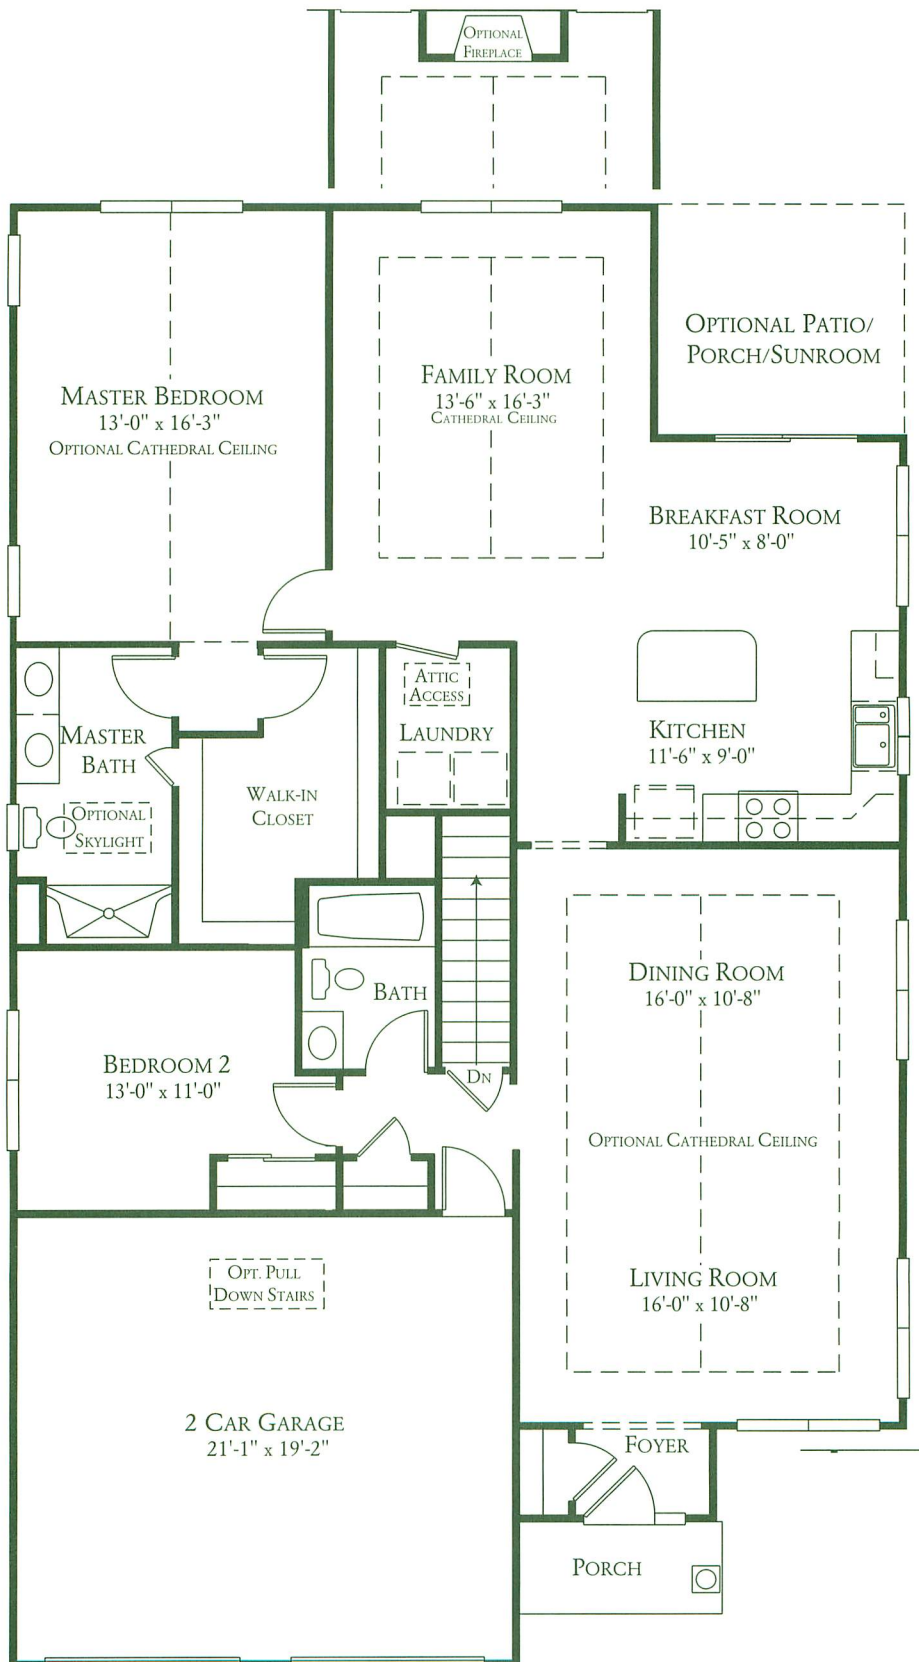 OPTIONAL
FIREPLACE
OPTIONAL PATIO/
PORCH/SUNROOM
MASTER BEDROOM
13'-0" x 16'-3"
OPTIONAL CATHEDRAL CEILING
FAMILY ROOM
13'-6" x 16'-3"
CATHEDRAL CEILING
BREAKFAST ROOM
10'-5" x 8'-0"
ATTIC
ACCESS
LAUNDRY
KITCHEN
11'-6" x 9'-0"
MASTER
BATH
OPTIONAL
SKYLIGHT
WALK-IN
CLOSET
DINING ROOM
16'-0" x 10'-8"
BATH
BEDROOM 2
13'-0" x 11'-0"
DN
OPTIONAL CATHEDRAL CEILING
OPT. PULL
DOWN STAIRS
LIVING ROOM
16'-0" x 10'-8"
2 CAR GARAGE
21'-1" x 19'-2"
FOYER
PORCH